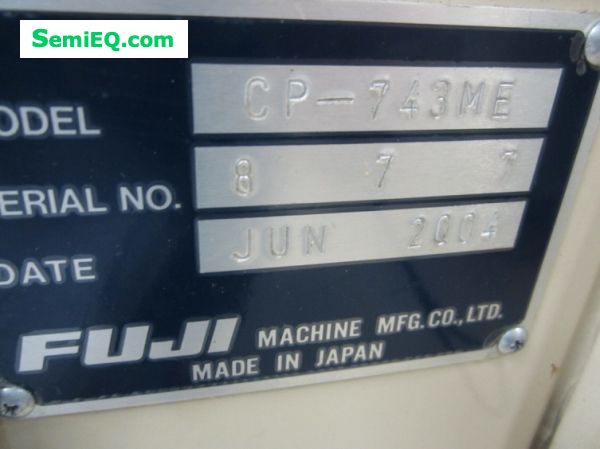 SemiEQ.com
ODEL CP-743ME
ERIAL NO. 8 7 7
DATE JUN 2004
FUJI MACHINE MFG. CO., LTD.
MADE IN JAPAN